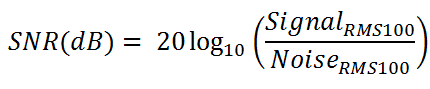 SNR(dB) = 20 log₁₀ (Signal_RMS100 / Noise_RMS100)